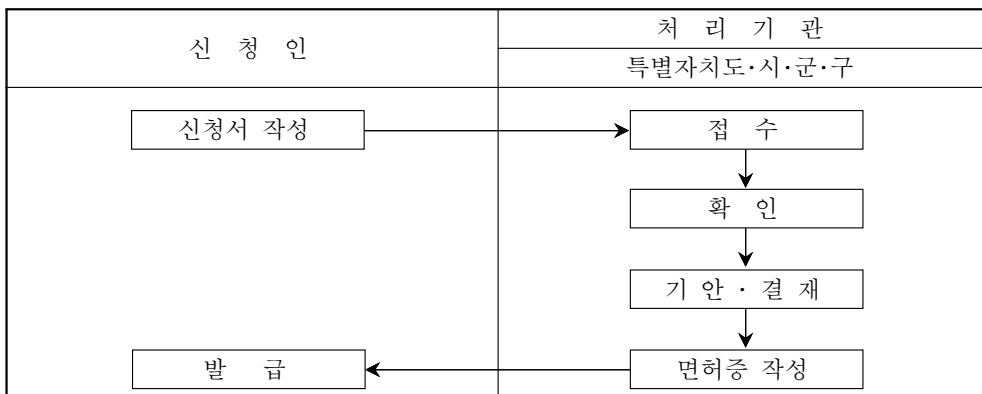 신 청 인
처 리 기 관
특별자치도·시·군·구
신청서 작성
접 수
확 인
기 안 · 결 재
발 급
면허증 작성